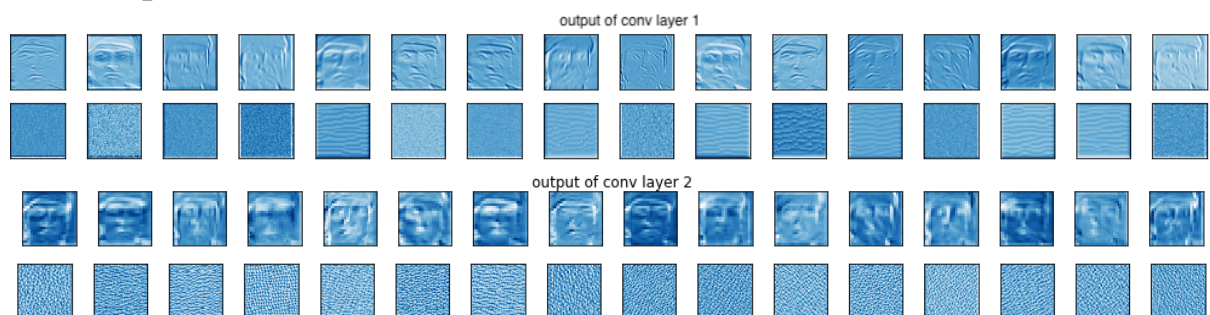 output of conv layer 1
output of conv layer 2